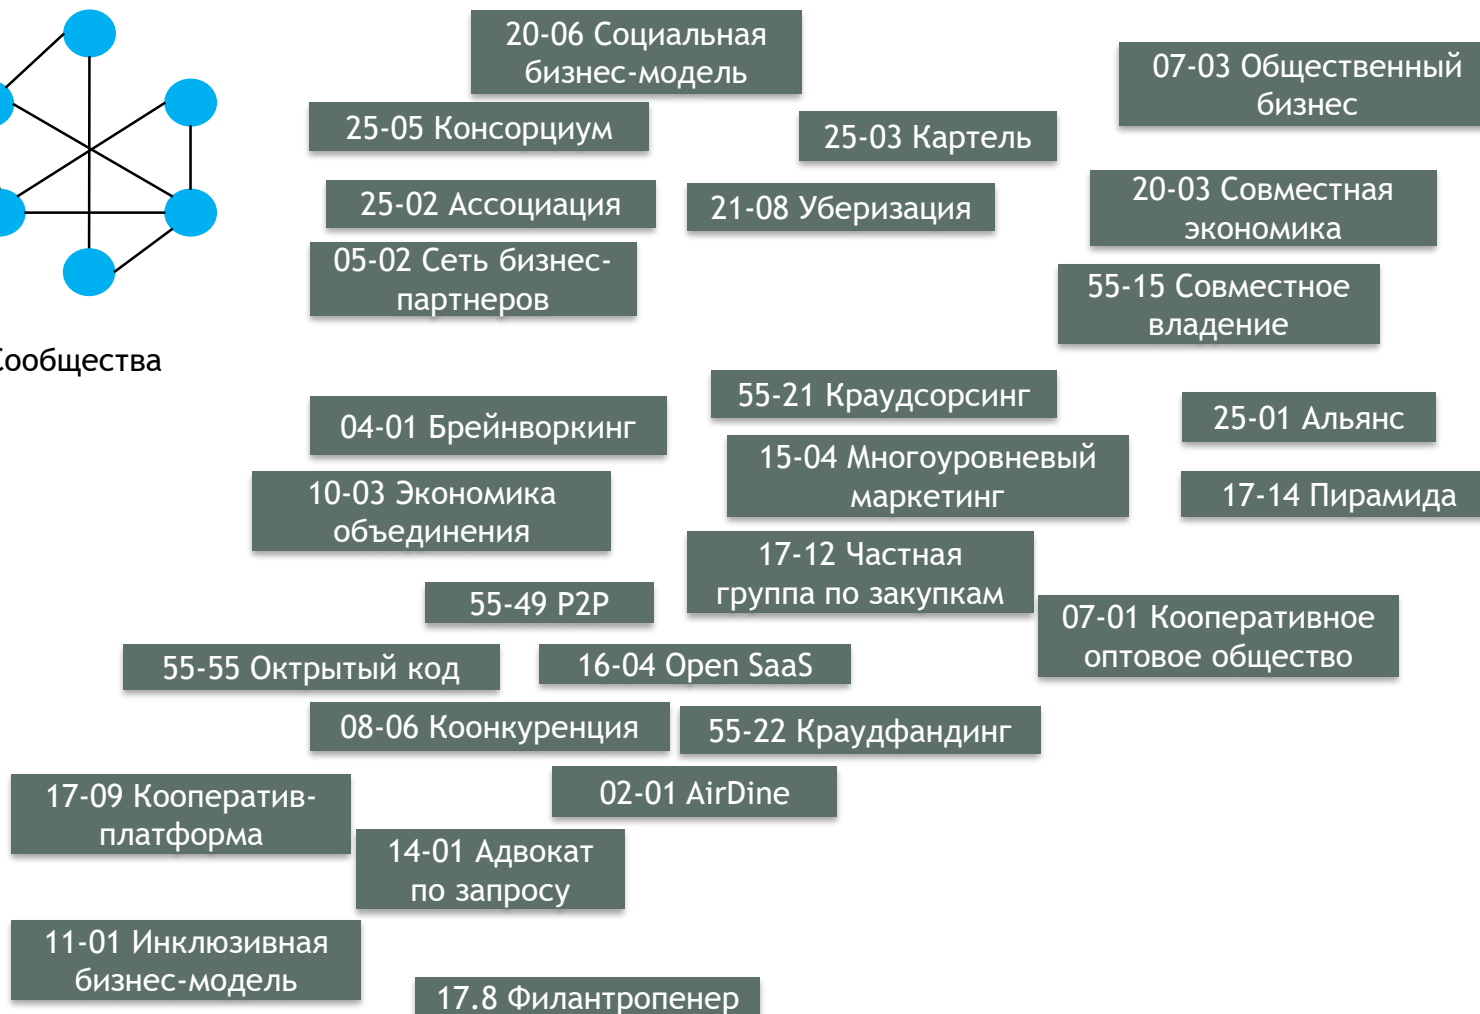 20-06 Социальная
бизнес-модель
07-03 Общественный
бизнес
25-05 Консорциум
25-03 Картель
25-02 Ассоциация
21-08 Уберизация
20-03 Совместная
экономика
05-02 Сеть бизнес-
партнеров
55-15 Совместное
владение
Сообщества
55-21 Краудсорсинг
25-01 Альянс
04-01 Брейнворкинг
15-04 Многоуровневый
маркетинг
10-03 Экономика
объединения
17-14 Пирамида
17-12 Частная
группа по закупкам
55-49 P2P
07-01 Кооперативное
оптовое общество
55-55 Октрытый код
16-04 Open SaaS
08-06 Коонкуренция
55-22 Краудфандинг
17-09 Кооператив-
платформа
02-01 AirDine
14-01 Адвокат
по запросу
11-01 Инклюзивная
бизнес-модель
17.8 Филантропенер